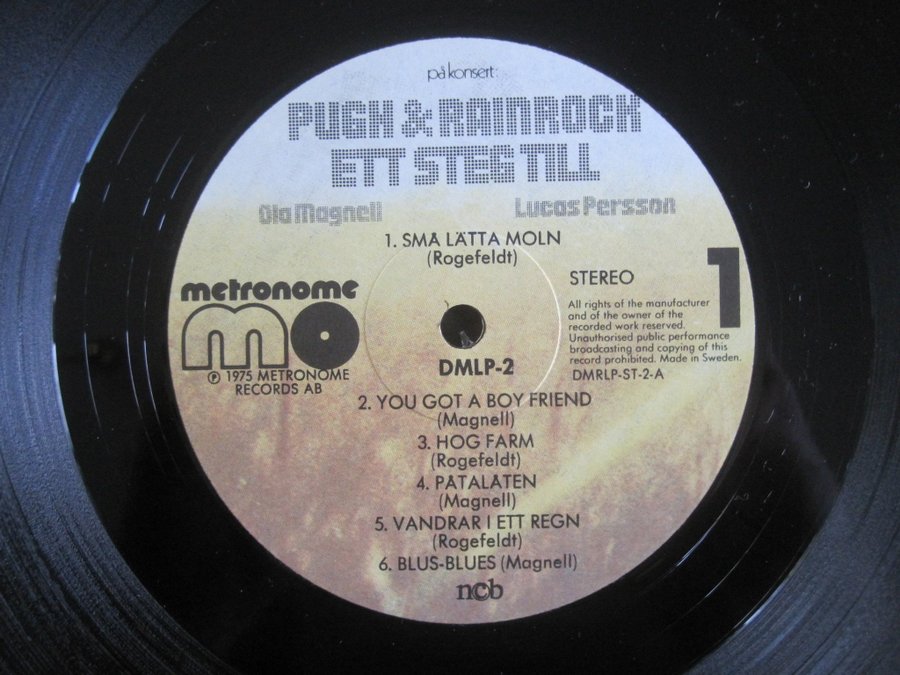 på konsert:
PUGH & RAINROCK
ETT STEG TILL
Ola Magnell
Lucas Persson
1. SMÅ LÄTTA MOLN
(Rogefeldt)
metronome
mo
℗ 1975 METRONOME
RECORDS AB
DMLP-2
STEREO
1
All rights of the manufacturer
and of the owner of the
recorded work reserved.
Unauthorised public performance
broadcasting and copying of this
record prohibited. Made in Sweden.
DMRLP-ST-2-A
2. YOU GOT A BOY FRIEND
(Magnell)
3. HOG FARM
(Rogefeldt)
4. PÅTALÅTEN
(Magnell)
5. VANDRAR I ETT REGN
(Rogefeldt)
6. BLUS-BLUES (Magnell)
ncb